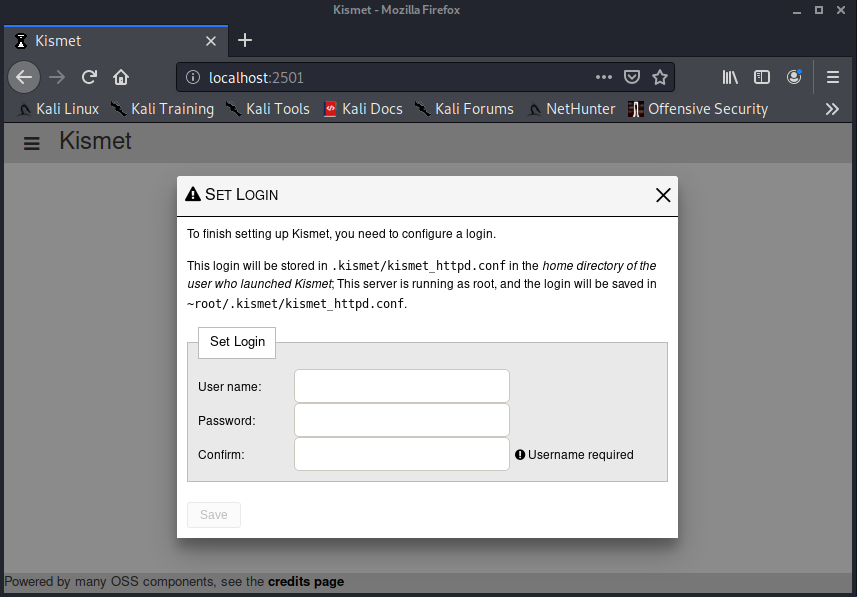 Kismet - Mozilla Firefox
Kismet
localhost:2501
Kali Linux Kali Training Kali Tools Kali Docs Kali Forums NetHunter Offensive Security
Kismet
SET LOGIN
To finish setting up Kismet, you need to configure a login.
This login will be stored in .kismet/kismet_httpd.conf in the home directory of the
user who launched Kismet; This server is running as root, and the login will be saved in
~root/.kismet/kismet_httpd.conf.
Set Login
User name:
Password:
Confirm: Username required
Save
Powered by many OSS components, see the credits page